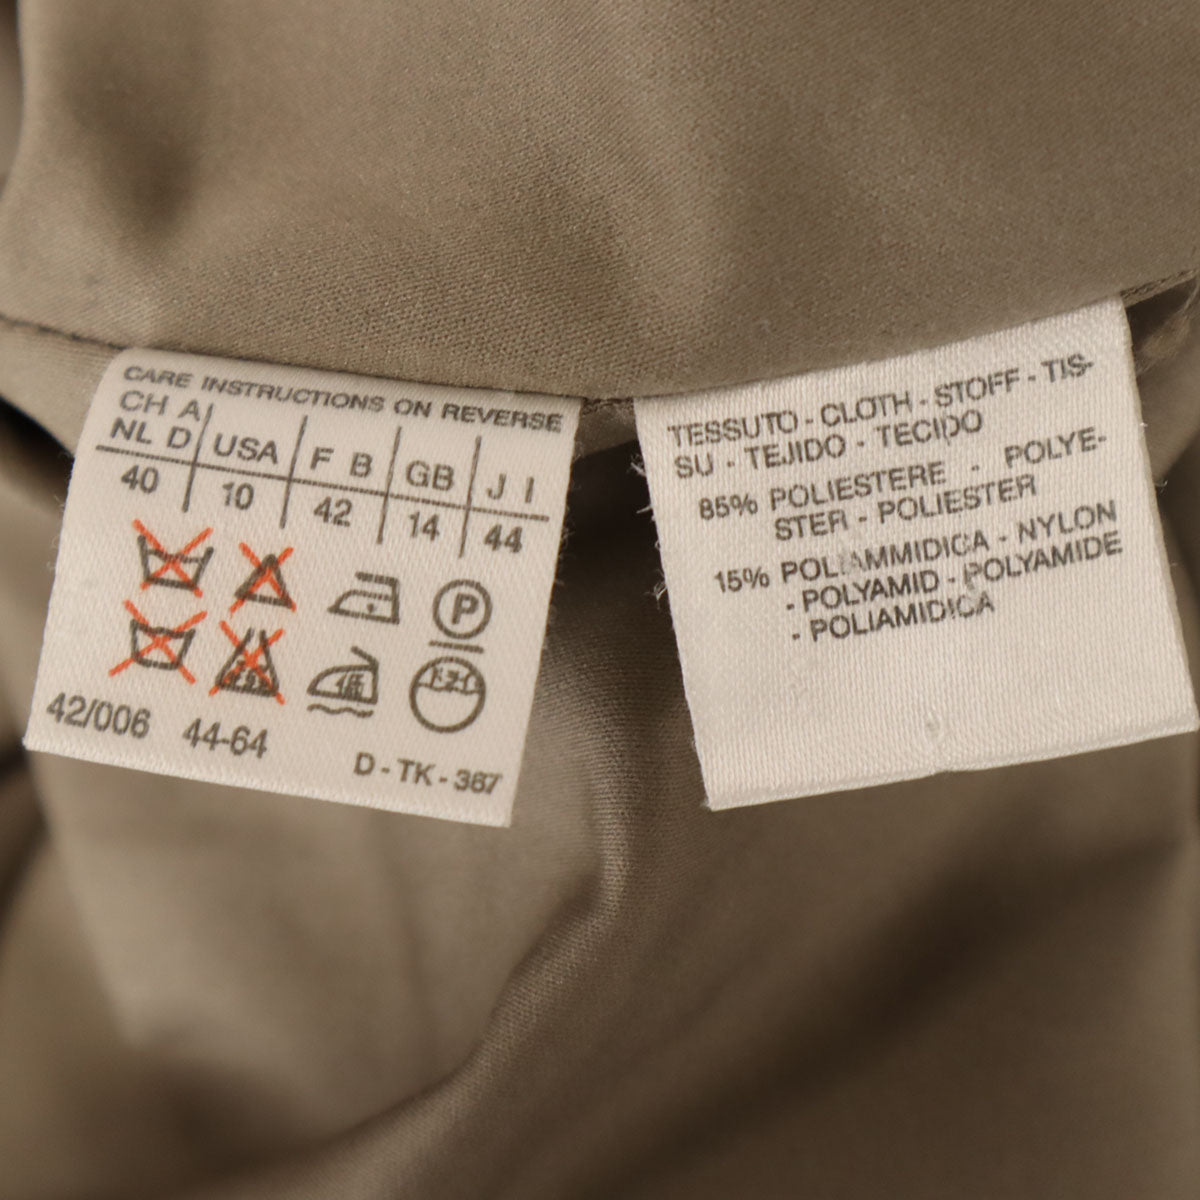 CARE INSTRUCTIONS ON REVERSE
CH A
NL D USA F B GB J I
40 10 42 14 44
P
42/006 44-64
D-TK-367
TESSUTO - CLOTH - STOFF - TIS-
SU - TEJIDO - TECIDO
85% POLIESTERE - POLYE-
STER - POLIESTER
15% POLIAMMIDICA - NYLON
- POLYAMID - POLYAMIDE
- POLIAMIDICA